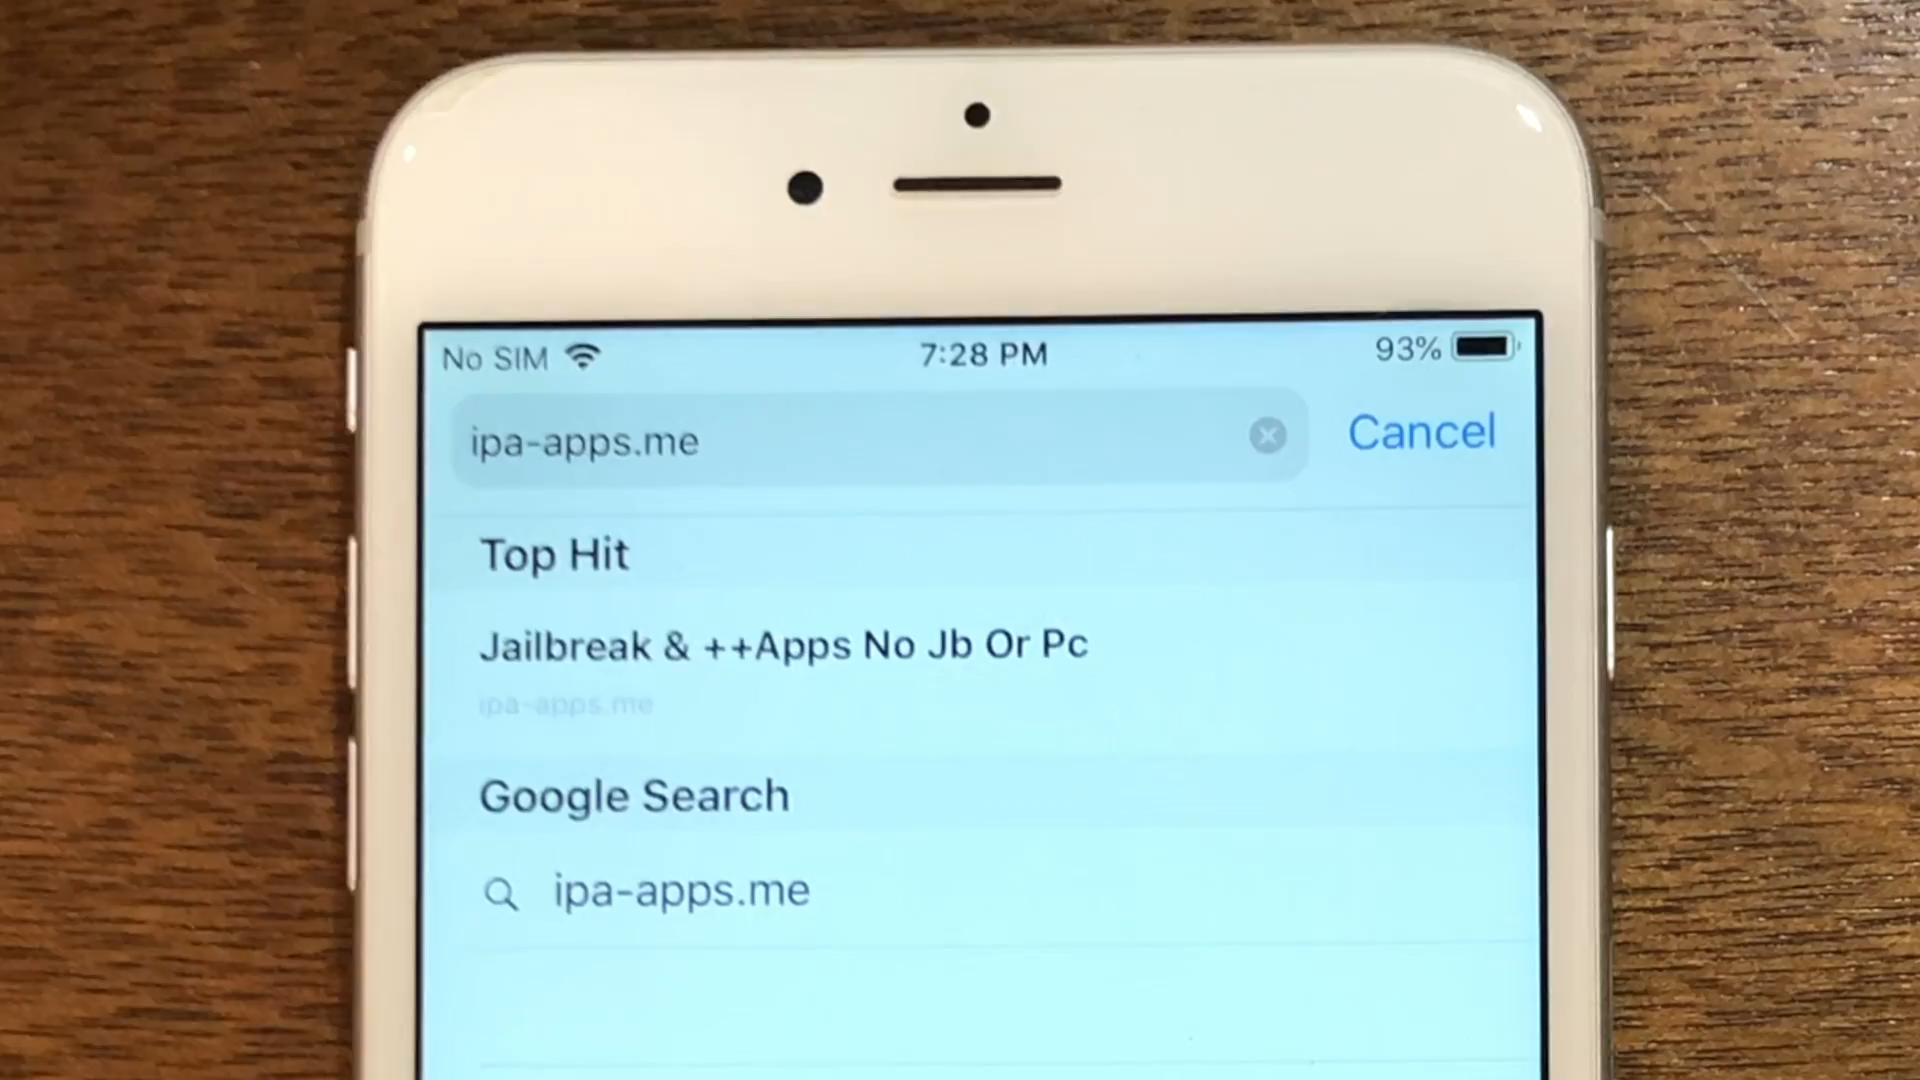 No SIM 7:28 PM 93%
ipa-apps.me Cancel
Top Hit
Jailbreak & ++Apps No Jb Or Pc
ipa-apps.me
Google Search
ipa-apps.me